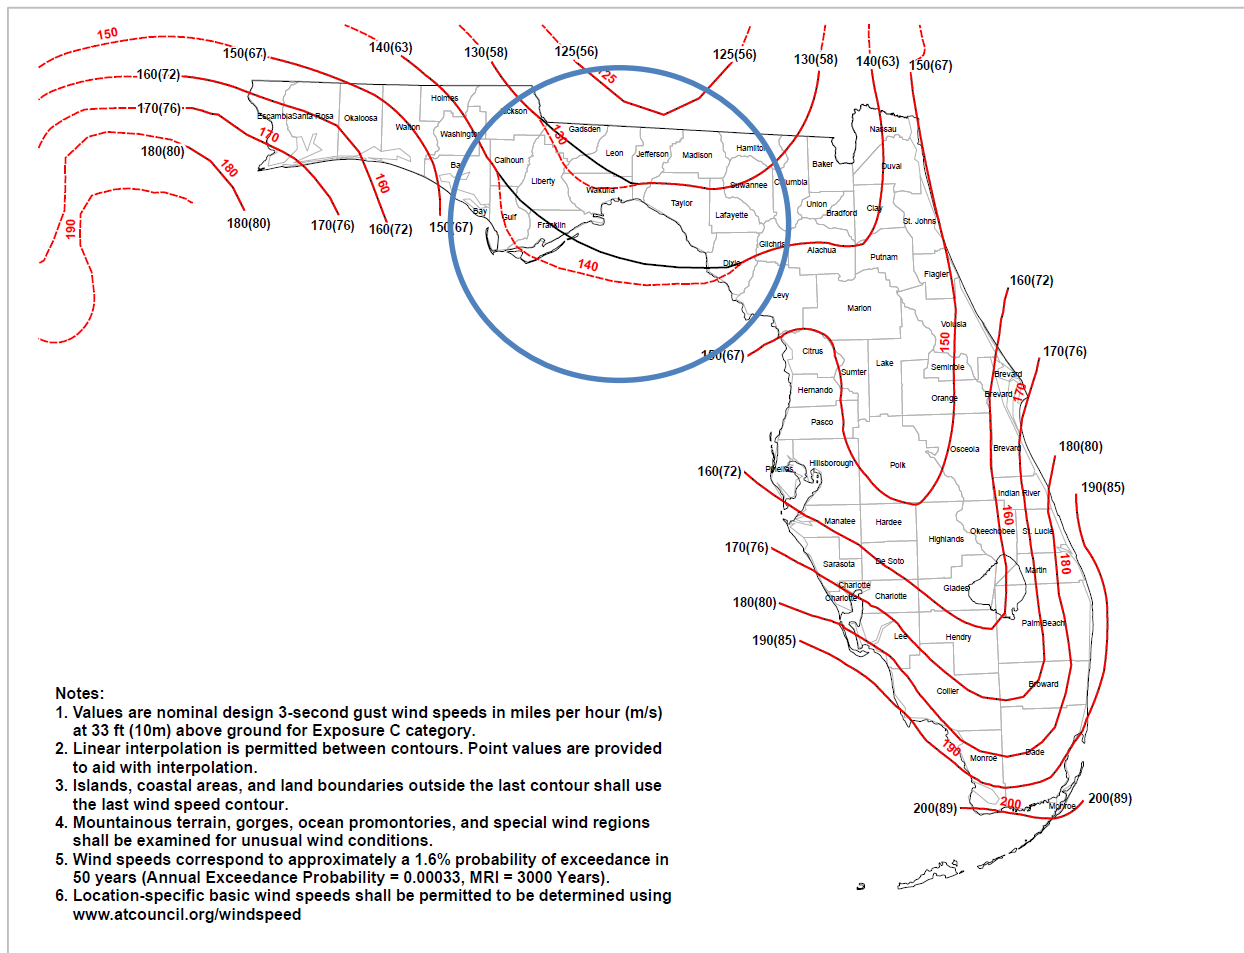 150
150(67)
140(63)
130(58)
125(56)
125
125(56)
130(58)
140(63)
150(67)
160(72)
170(76)
180(80)
170
180
190
160
180(80)
170(76)
160(72)
150(67)
130
140
Escambia
Santa Rosa
Okaloosa
Walton
Holmes
Washington
Jackson
Bay
Calhoun
Bay
Gulf
Liberty
Franklin
Gadsden
Leon
Wakulla
Jefferson
Madison
Taylor
Hamilton
Suwannee
Lafayette
Dixie
Gilchrist
Columbia
Baker
Union
Bradford
Nassau
Duval
Clay
St. Johns
Alachua
Putnam
Flagler
Levy
Marion
Volusia
150
160(72)
170(76)
150(67)
Citrus
Sumter
Lake
Seminole
Brevard
Brevard
170
Hernando
Orange
Pasco
Pinellas
Hillsborough
Polk
Osceola
Brevard
180(80)
190(85)
160(72)
Indian River
160
Manatee
Hardee
Highlands
Okeechobee
St. Lucie
170(76)
Sarasota
De Soto
180
Martin
Charlotte
Charlotte
Charlotte
Glades
180(80)
Palm Beach
190(85)
Lee
Hendry
Collier
Broward
190
Monroe
Dade
200(89)
200
Monroe
200(89)
Notes:
1. Values are nominal design 3-second gust wind speeds in miles per hour (m/s)
at 33 ft (10m) above ground for Exposure C category.
2. Linear interpolation is permitted between contours. Point values are provided
to aid with interpolation.
3. Islands, coastal areas, and land boundaries outside the last contour shall use
the last wind speed contour.
4. Mountainous terrain, gorges, ocean promontories, and special wind regions
shall be examined for unusual wind conditions.
5. Wind speeds correspond to approximately a 1.6% probability of exceedance in
50 years (Annual Exceedance Probability = 0.00033, MRI = 3000 Years).
6. Location-specific basic wind speeds shall be permitted to be determined using
www.atcouncil.org/windspeed